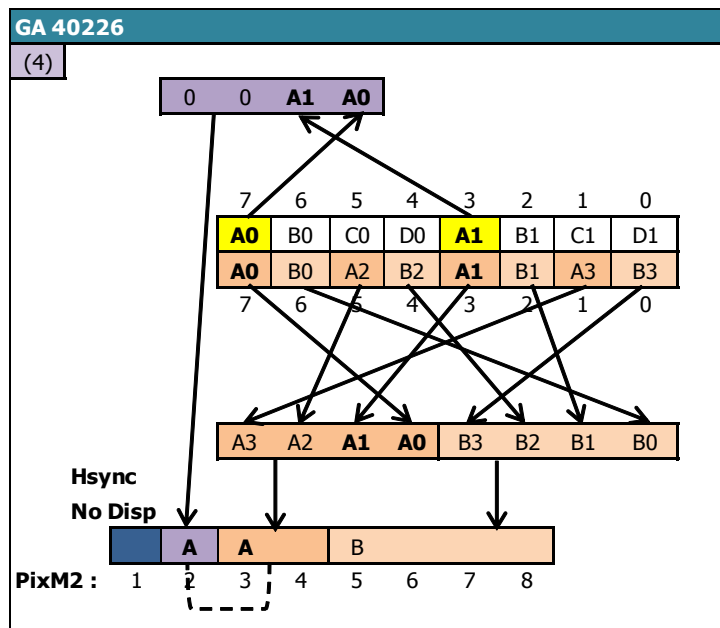 GA 40226
(4)
0 0 A1 A0
7 6 5 4 3 2 1 0
A0 B0 C0 D0 A1 B1 C1 D1
A0 B0 A2 B2 A1 B1 A3 B3
7 6 5 4 3 2 1 0
A3 A2 A1 A0 B3 B2 B1 B0
Hsync
No Disp
A A B
PixM2 : 1 2 3 4 5 6 7 8